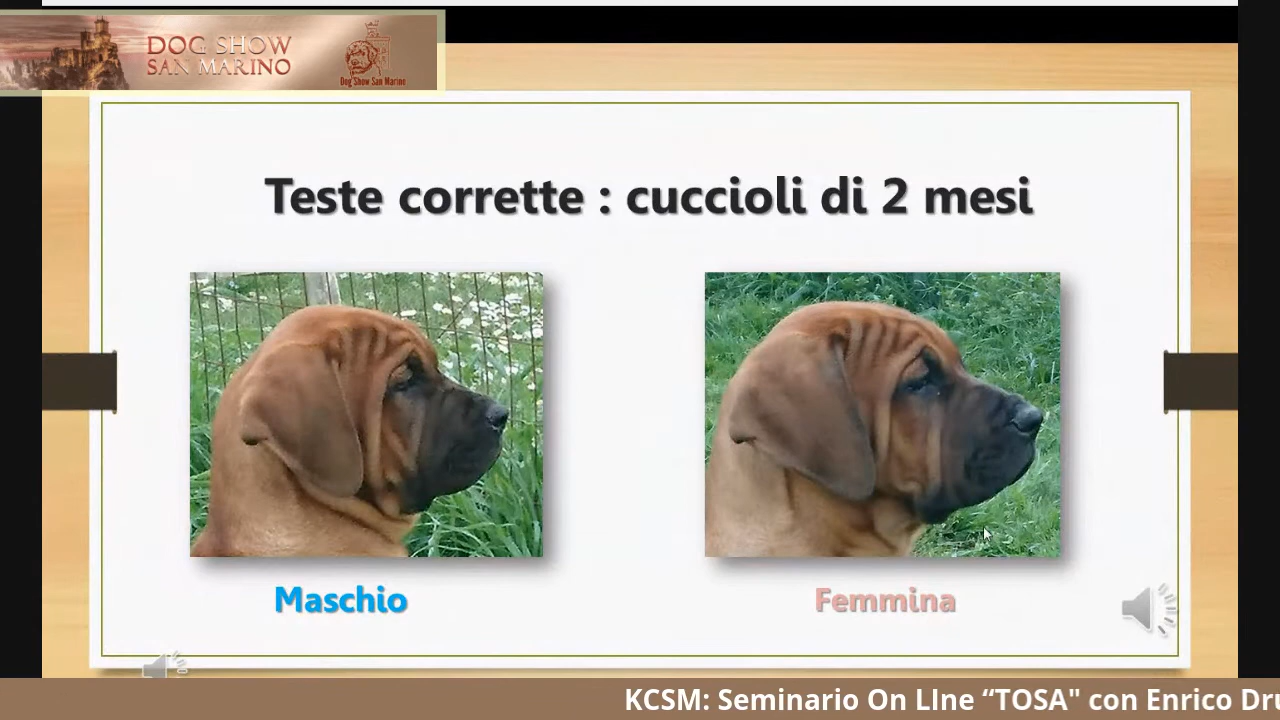 DOG SHOW
SAN MARINO
Dog Show San Marino
Teste corrette : cuccioli di 2 mesi
Maschio
Femmina
KCSM: Seminario On LIne “TOSA" con Enrico Dru